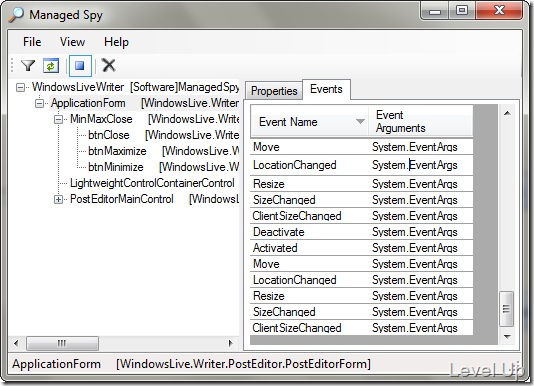 Managed Spy
File View Help
WindowsLiveWriter [Software]ManagedSpy
ApplicationForm [WindowsLive.Writer
MinMaxClose [WindowsLive.Write
btnClose [WindowsLive.W
btnMaximize [WindowsLive.W
btnMinimize [WindowsLive.W
LightweightControlContainerControl
PostEditorMainControl [WindowsL
Properties Events
Event Name Event Arguments
Move System.EventArgs
LocationChanged System.EventArgs
Resize System.EventArgs
SizeChanged System.EventArgs
ClientSizeChanged System.EventArgs
Deactivate System.EventArgs
Activated System.EventArgs
Move System.EventArgs
LocationChanged System.EventArgs
Resize System.EventArgs
SizeChanged System.EventArgs
ClientSizeChanged System.EventArgs
ApplicationForm [WindowsLive.Writer.PostEditor.PostEditorForm]
Level Up